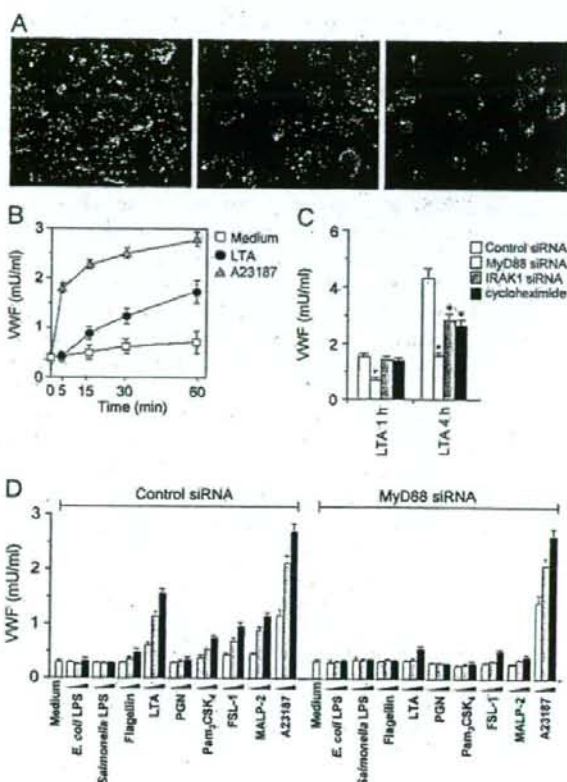 A
B
C
3
2
1
0
VWF (mU/ml)
0 5 15 30 60
Time (min)
Medium
LTA
A23187
6
4
2
0
VWF (mU/ml)
LTA 1 h
LTA 4 h
Control siRNA
MyD88 siRNA
IRAK1 siRNA
cycloheximide
D
Control siRNA
MyD88 siRNA
3
2
1
0
VWF (mU/ml)
Medium
E. coli LPS
Salmonella LPS
Flagellin
LTA
PGN
Pam₃CSK₄
FSL-1
MALP-2
A23187
Medium
E. coli LPS
Salmonella LPS
Flagellin
LTA
PGN
Pam₃CSK₄
FSL-1
MALP-2
A23187